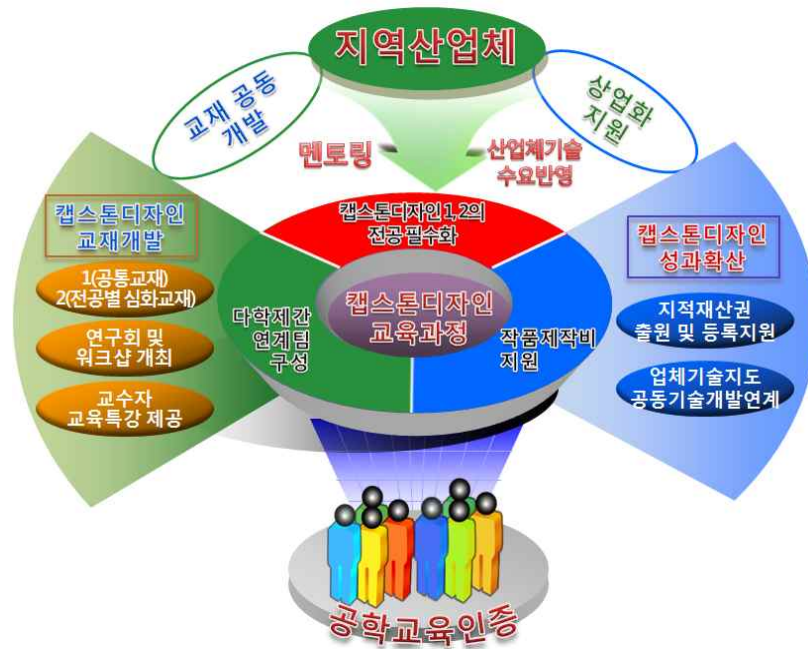 지역산업체
교재 공동
개발
상업화
지원
멘토링
산업체기술
수요반영
캡스톤디자인
교재개발
1(공통교재)
2(전공별 심화교재)
연구회 및
워크샵 개최
교수자
교육특강 제공
캡스톤디자인 1, 2의
전공 필수화
다학제간
연계팀
구성
캡스톤디자인
교육과정
작품 제작비
지원
캡스톤디자인
성과확산
지적재산권
출원 및 등록지원
업체기술지도
공동기술개발연계
공학교육인증